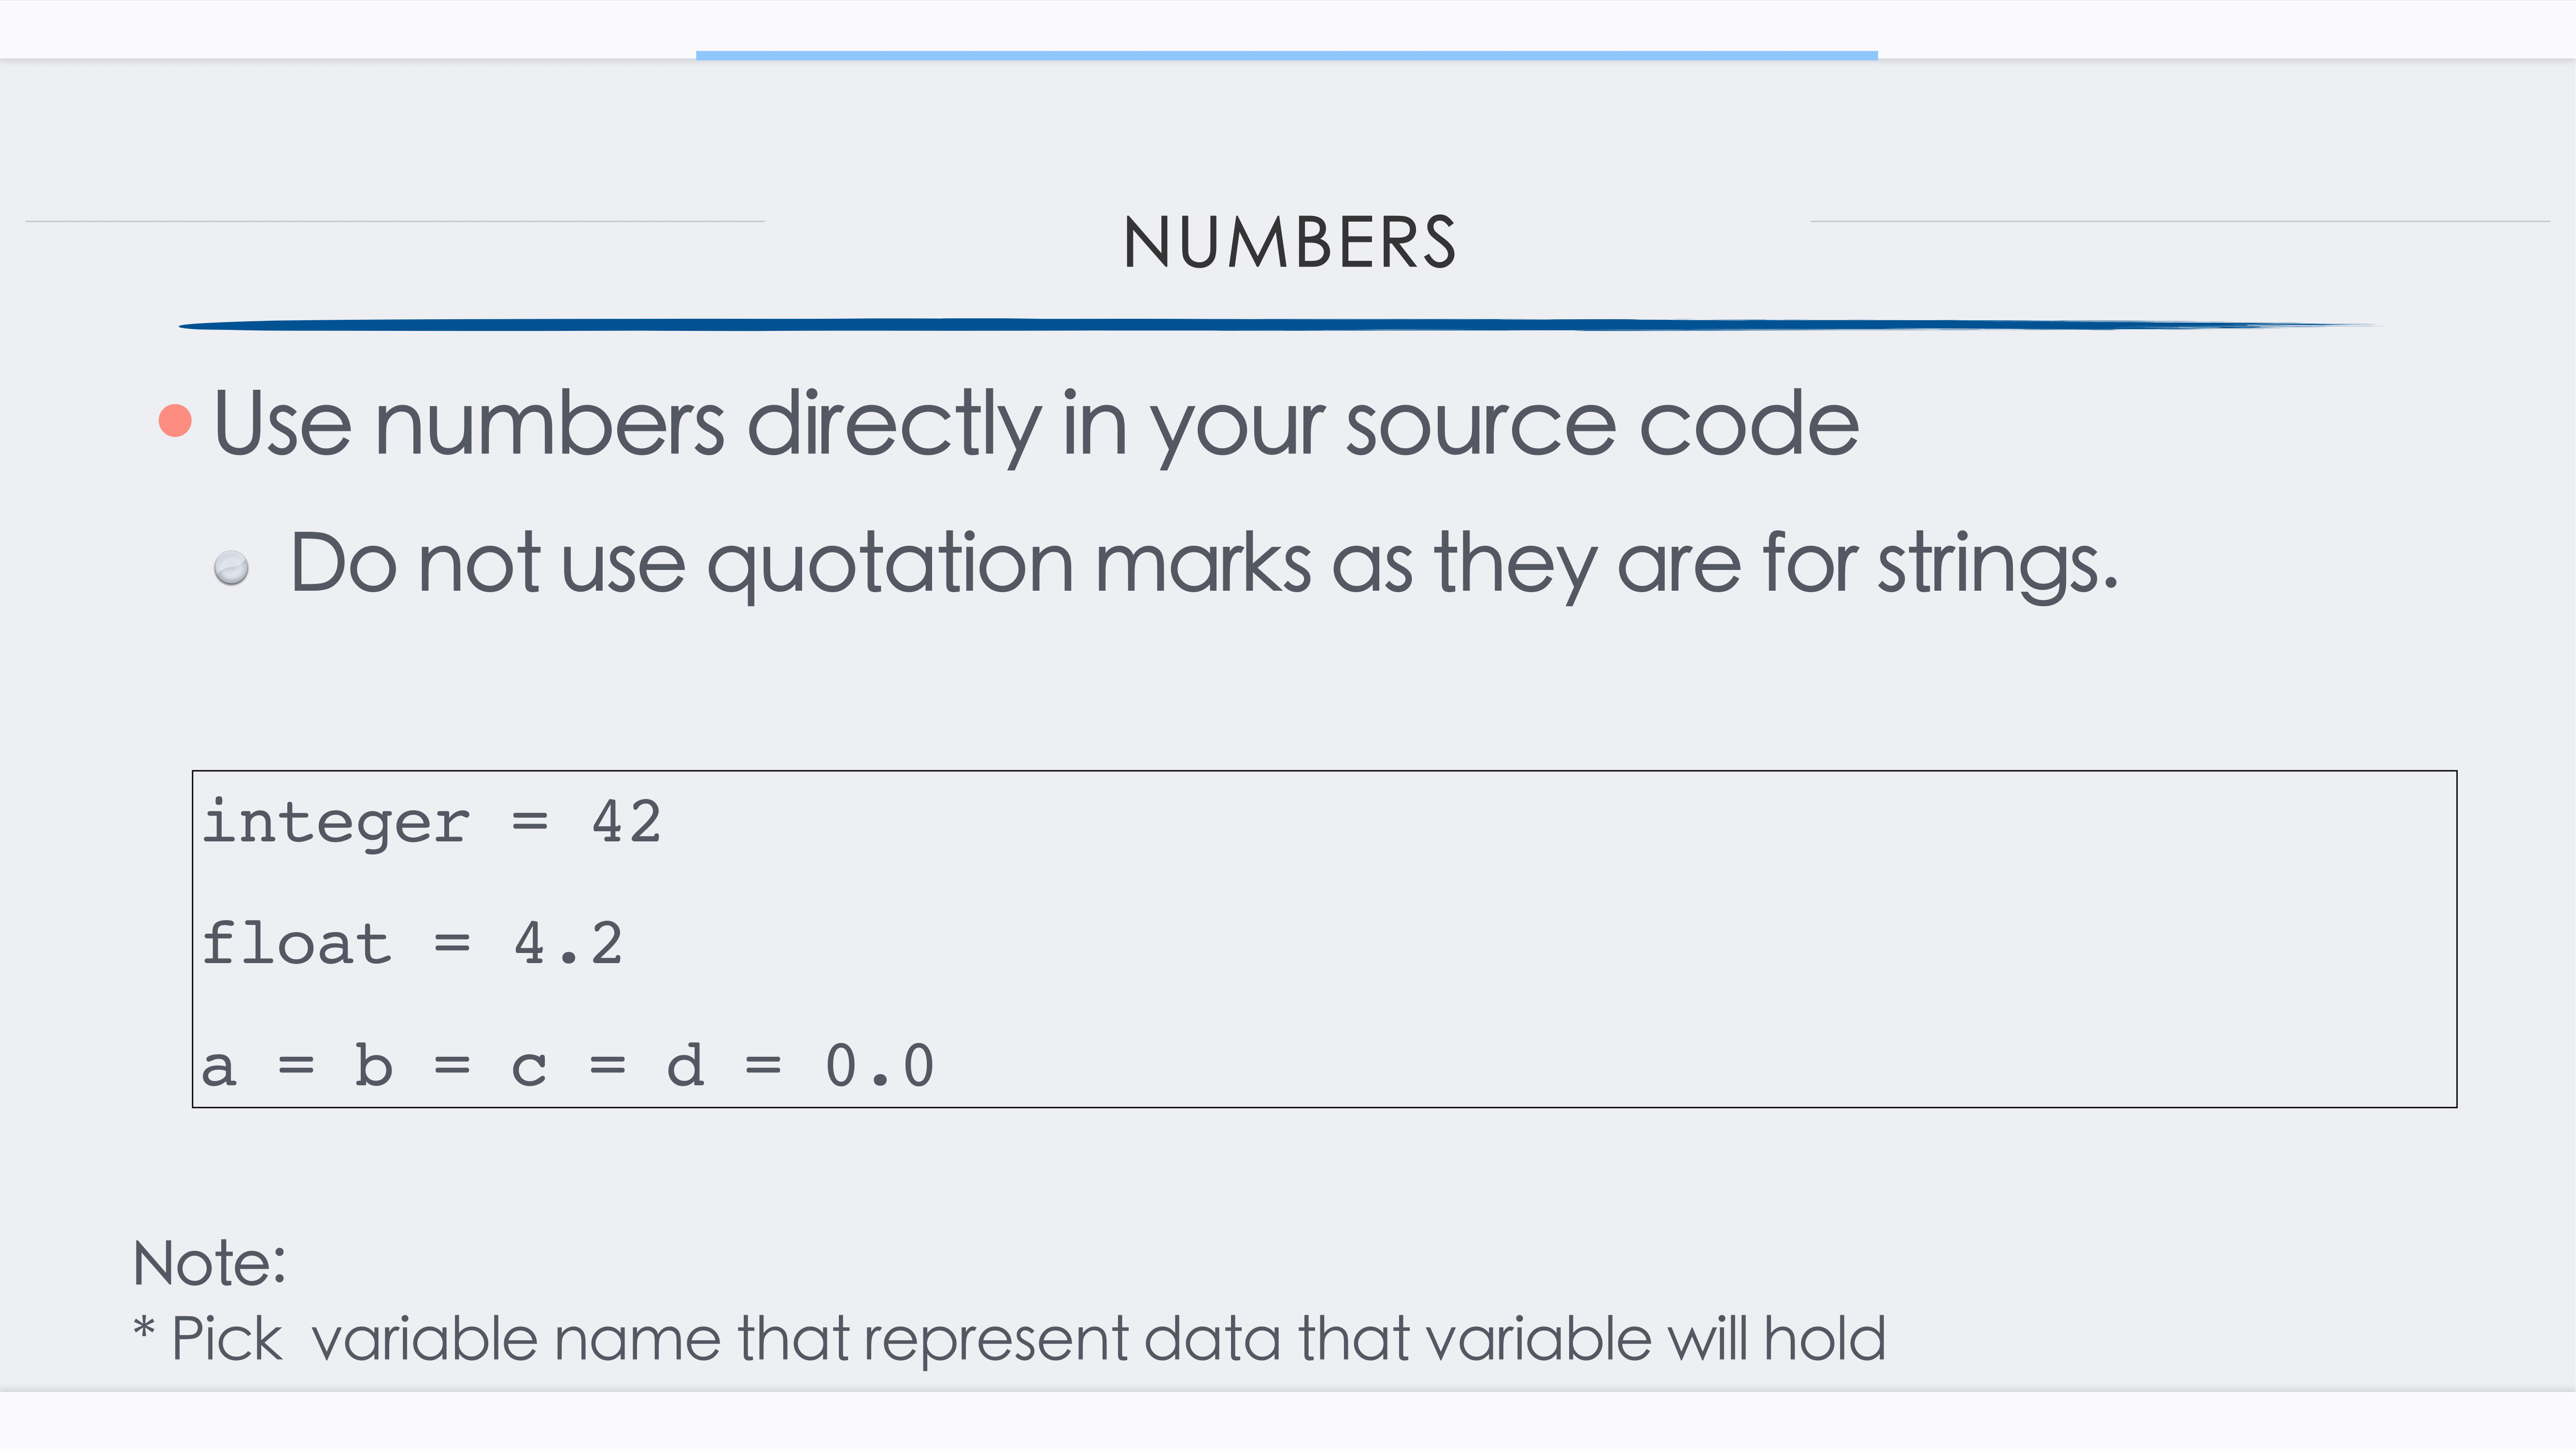 NUMBERS
Use numbers directly in your source code
Do not use quotation marks as they are for strings.
integer = 42
float = 4.2
a = b = c = d = 0.0
Note:
* Pick  variable name that represent data that variable will hold